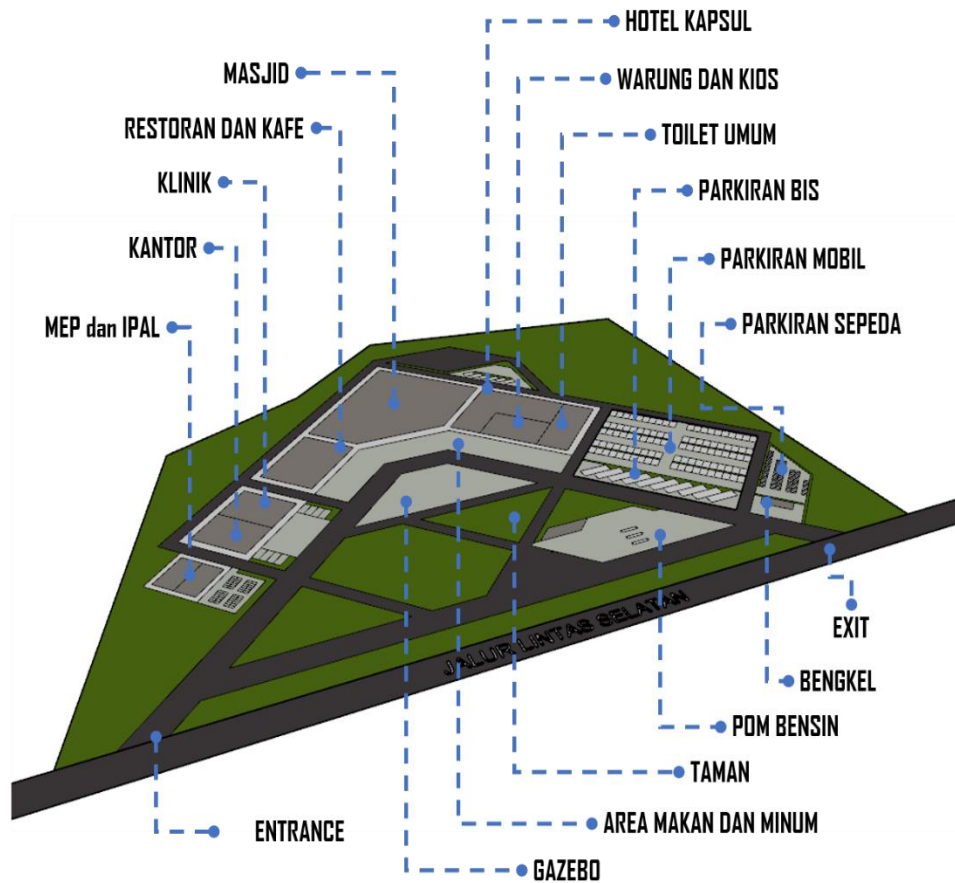 HOTEL KAPSUL
MASJID
WARUNG DAN KIOS
RESTORAN DAN KAFE
TOILET UMUM
KLINIK
PARKIRAN BIS
KANTOR
PARKIRAN MOBIL
MEP dan IPAL
PARKIRAN SEPEDA
JALUR LINTAS SELATAN
EXIT
BENGKEL
POM BENSIN
TAMAN
AREA MAKAN DAN MINUM
ENTRANCE
GAZEBO